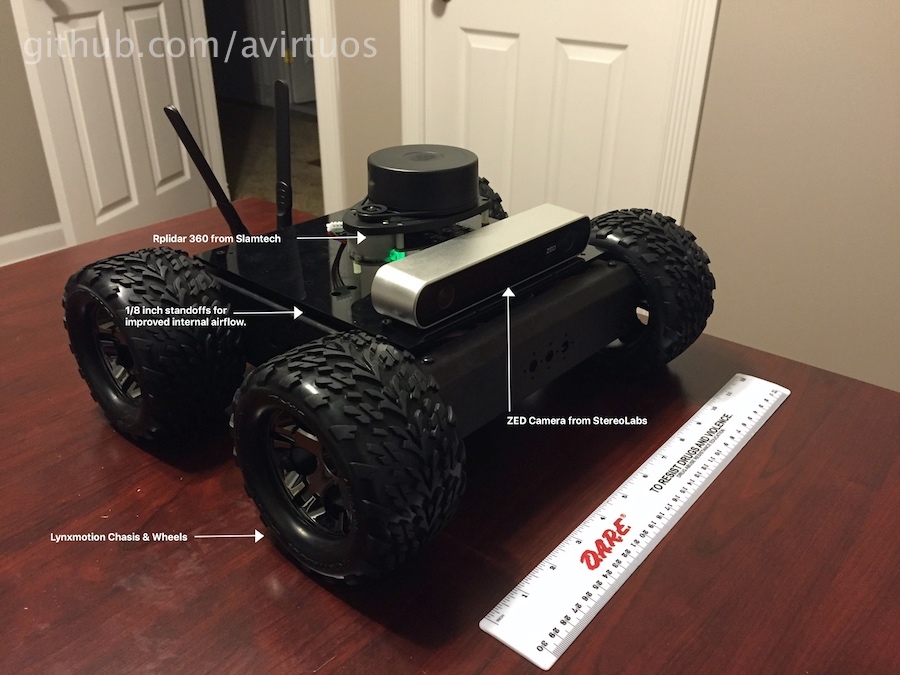 github.com/avirtuos
Rplidar 360 from Slamtech
1/8 inch standoffs for
improved internal airflow.
ZED Camera from StereoLabs
Lynxmotion Chasis & Wheels
TO RESIST DRUGS AND VIOLENCE
D.A.R.E.®